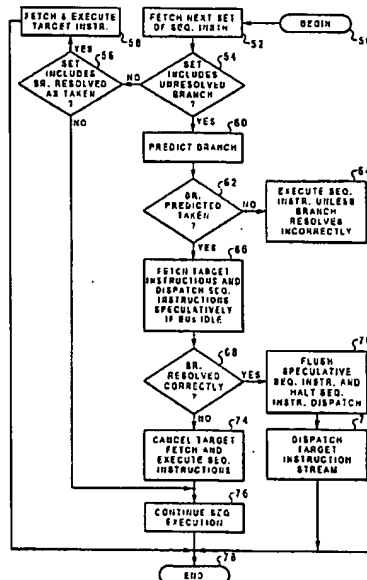 BEGIN
50
FETCH NEXT SET
OF SEQ. INSTR.
52
SET
INCLUDES
UNRESOLVED
BRANCH
?
54
NO
YES
SET
INCLUDES
BR. RESOLVED
AS TAKEN
?
56
YES
NO
FETCH & EXECUTE
TARGET INSTR.
58
PREDICT BRANCH
60
BR.
PREDICTED
TAKEN
?
62
NO
YES
EXECUTE SEQ.
INSTR. UNLESS
BRANCH
RESOLVES
INCORRECTLY
64
FETCH TARGET
INSTRUCTIONS AND
DISPATCH SEQ.
INSTRUCTIONS
SPECULATIVELY
IF BUS IDLE
66
BR.
RESOLVED
CORRECTLY
?
68
YES
NO
FLUSH
SPECULATIVE
SEQ. INSTR. AND
HALT SEQ.
INSTR. DISPATCH
70
DISPATCH
TARGET
INSTRUCTION
STREAM
CANCEL TARGET
FETCH AND
EXECUTE SEQ.
INSTRUCTIONS
74
CONTINUE SEQ
EXECUTION
76
END
78